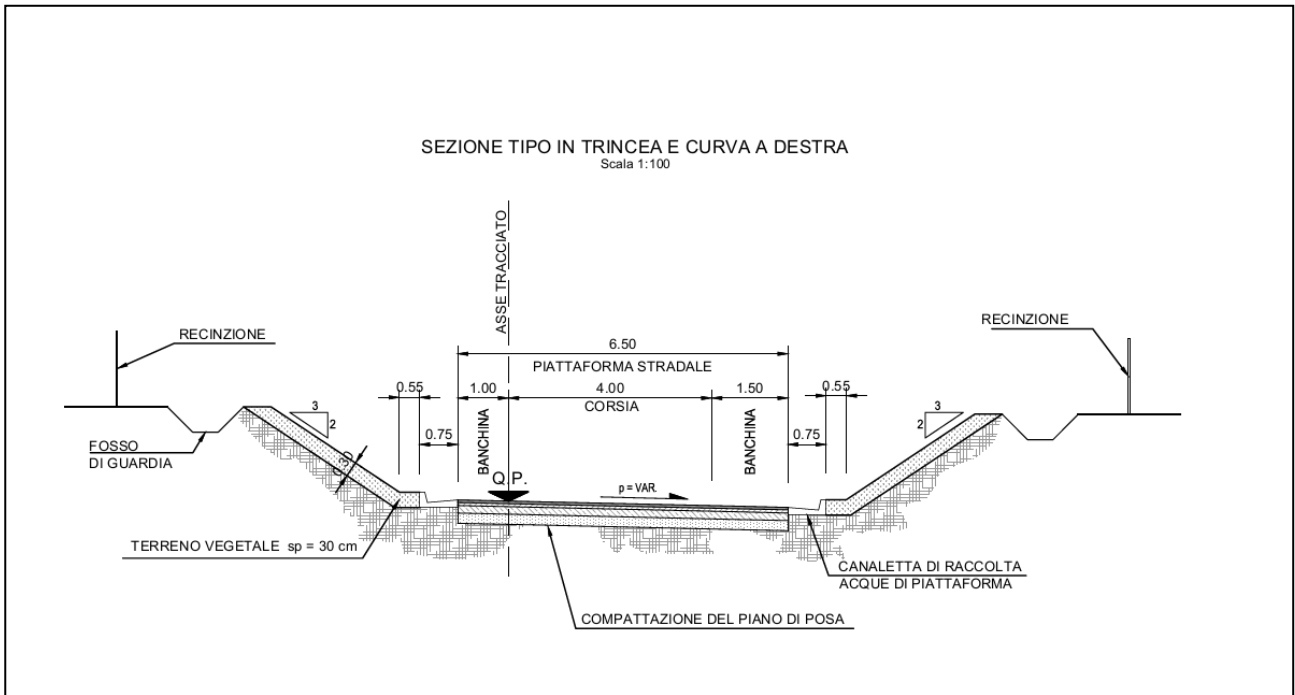 SEZIONE TIPO IN TRINCEA E CURVA A DESTRA
Scala 1:100
ASSE TRACCIATO
RECINZIONE
RECINZIONE
6.50
PIATTAFORMA STRADALE
0.55
1.00
4.00
1.50
0.55
CORSIA
3
2
3
2
0.75
BANCHINA
BANCHINA
0.75
FOSSO
DI GUARDIA
0.30
Q.P.
p = VAR.
TERRENO VEGETALE sp = 30 cm
CANALETTA DI RACCOLTA
ACQUE DI PIATTAFORMA
COMPATTAZIONE DEL PIANO DI POSA